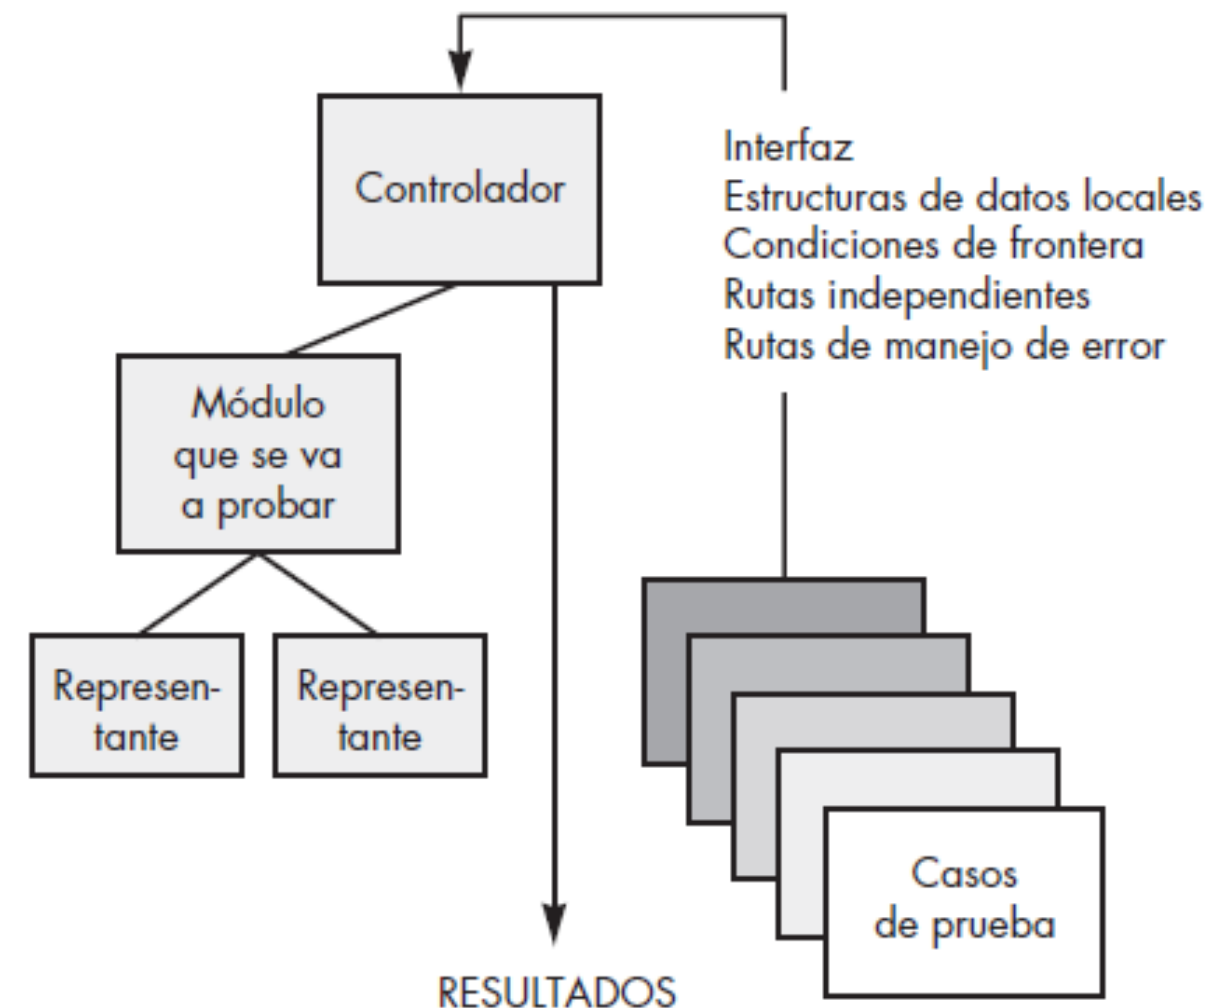 Controlador
Interfaz
Estructuras de datos locales
Condiciones de frontera
Rutas independientes
Rutas de manejo de error
Módulo
que se va
a probar
Represen-
tante
Represen-
tante
Casos
de prueba
RESULTADOS